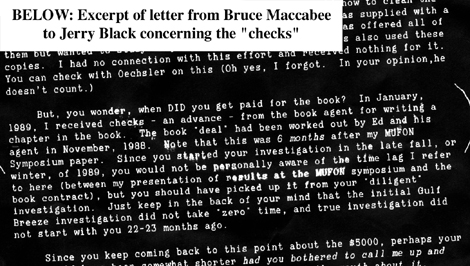 BELOW: Excerpt of letter from Bruce Maccabee
to Jerry Black concerning the "checks"
how to clean the
was supplied with a
as offered all of
s also used these
them but wanted to
copies. I had no connection with this effort and received nothing for it.
You can check with Oechsler on this (Oh yes, I forgot. In your opinion,he
doesn't count.)
But, you wonder, when DID you get paid for the book? In January,
1989, I received checks - an advance - from the book agent for writing a
chapter in the book. The book "deal" had been worked out by Ed and his
agent in November, 1988. Note that this was 6 months after my MUFON
Symposium paper. Since you started your investigation in the late fall, or
winter, of 1989, you would not be personally aware of the time lag I refer
to here (between my presentation of results at the MUFON symposium and the
book contract), but you should have picked up it from your "diligent"
investigation. Just keep in the back of your mind that the initial Gulf
Breeze investigation did not take "zero" time, and true investigation did
not start with you 22-23 months ago.
Since you keep coming back to this point about the $5000, perhaps your
somewhat shorter had you bothered to call me up and
about it.